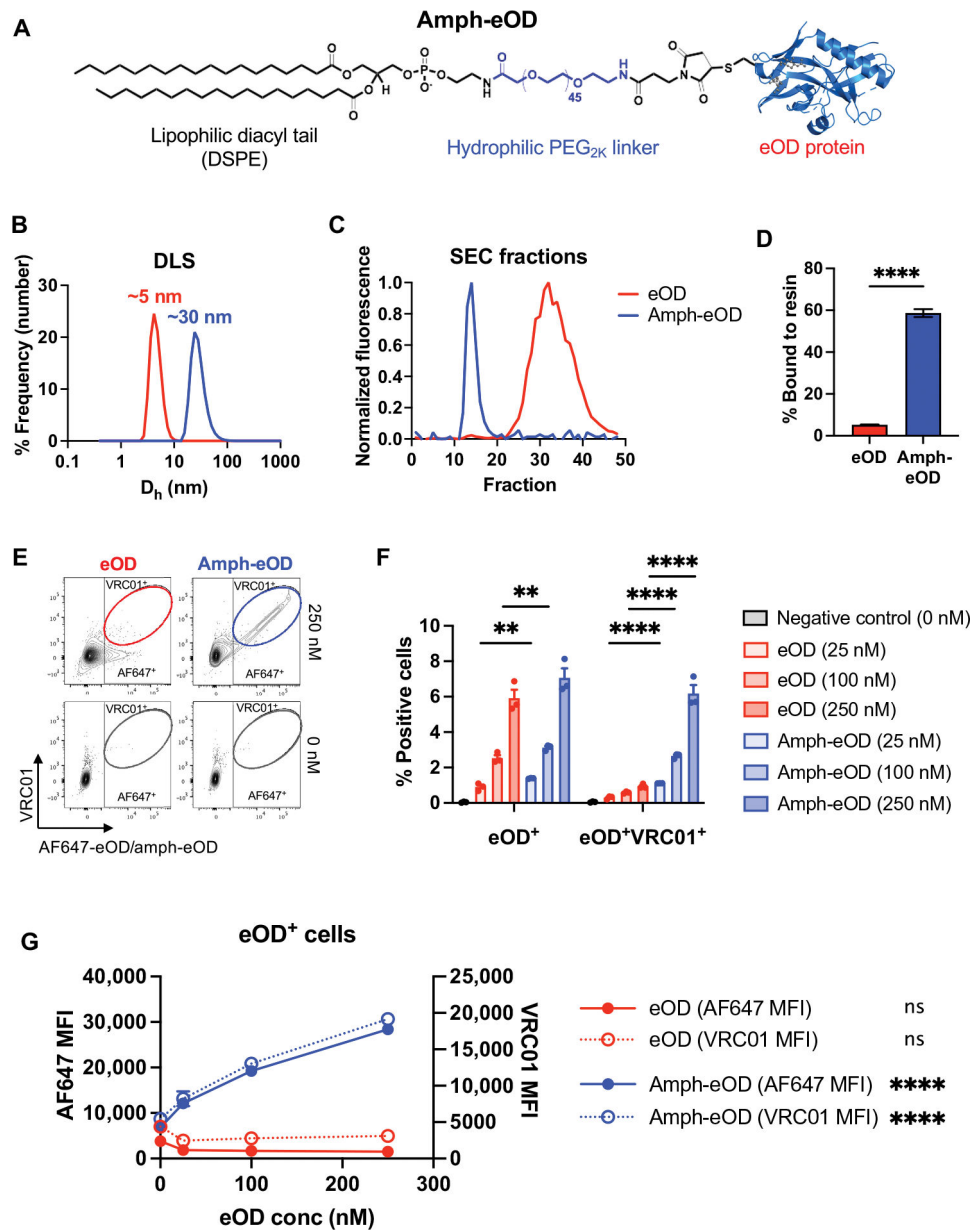 Amph-eOD
A
O
O
O
O
P
O
O-
O
N
H
O
O
45
O
H
N
O
N
O
O
S
O
O
H
Lipophilic diacyl tail
(DSPE)
Hydrophilic PEG2K linker
eOD protein
B
DLS
~5 nm
~30 nm
% Frequency (number)
30
20
10
0
0.1 1 10 100 1000
Dh (nm)
C
SEC fractions
eOD
Amph-eOD
Normalized fluorescence
1.0
0.8
0.6
0.4
0.2
0.0
0 10 20 30 40 50
Fraction
D
****
% Bound to resin
80
60
40
20
0
eOD Amph-
eOD
E
eOD Amph-eOD
VRC01+ VRC01+
AF647+ AF647+
250 nM
VRC01+ VRC01+
AF647+ AF647+
0 nM
VRC01
AF647-eOD/amph-eOD
F
****
** ****
** ****
% Positive cells
10
8
6
4
2
0
eOD+ eOD+VRC01+
Negative control (0 nM)
eOD (25 nM)
eOD (100 nM)
eOD (250 nM)
Amph-eOD (25 nM)
Amph-eOD (100 nM)
Amph-eOD (250 nM)
G
eOD+ cells
AF647 MFI
40,000
30,000
20,000
10,000
0
25,000
20,000
15,000
10,000
5000
0
VRC01 MFI
0 100 200 300
eOD conc (nM)
eOD (AF647 MFI) ns
eOD (VRC01 MFI) ns
Amph-eOD (AF647 MFI) ****
Amph-eOD (VRC01 MFI) ****